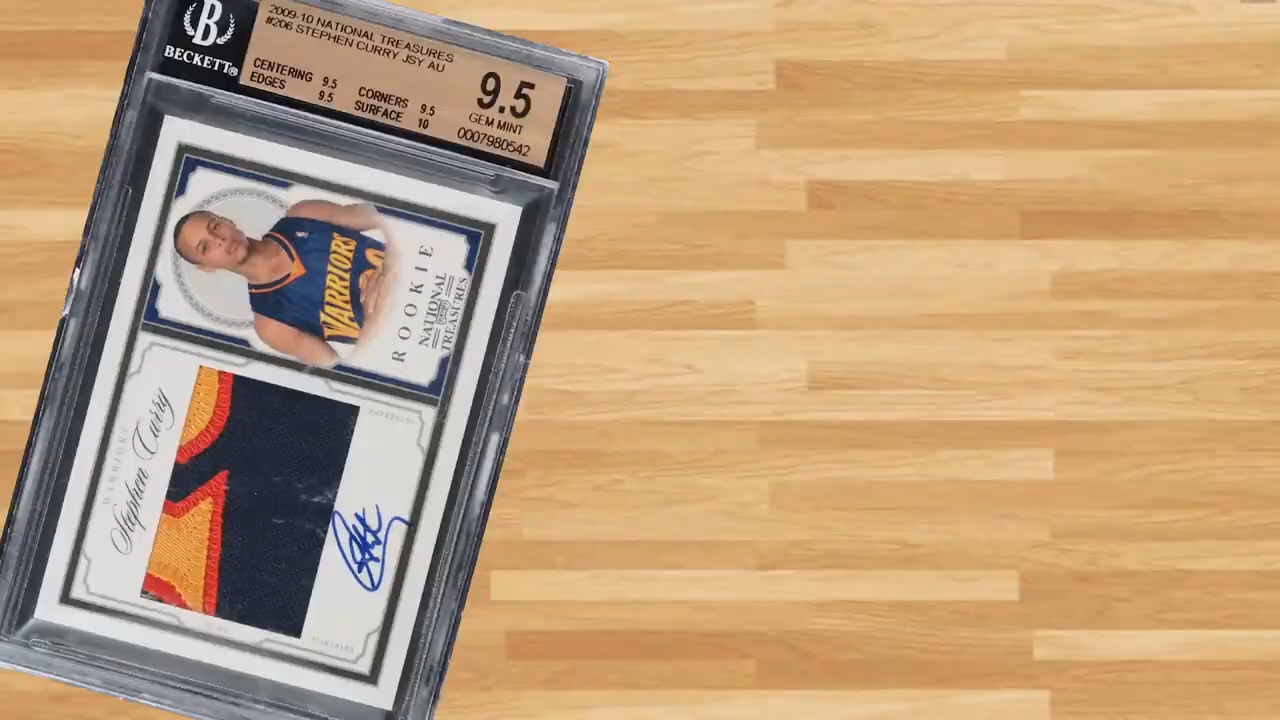 2009-10 NATIONAL TREASURES
#206 STEPHEN CURRY JSY AU
BECKETT®
CENTERING 9.5
CORNERS 9.5
EDGES 9.5
SURFACE 10
9.5
GEM MINT
0007980542
WARRIORS
ROOKIE
NATIONAL
TREASURES
WARRIORS
Stephen Curry